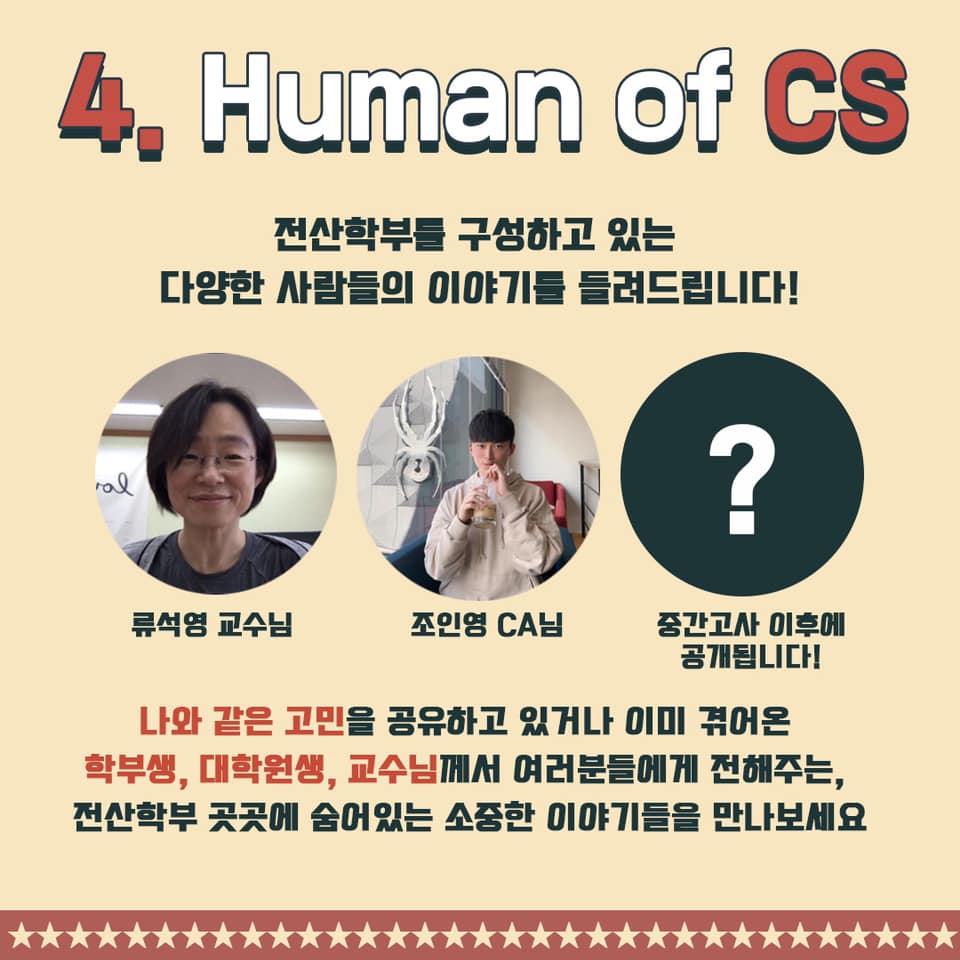 4. Human of CS
전산학부를 구성하고 있는
다양한 사람들의 이야기를 들려드립니다!
?
류석영 교수님
조인영 CA님
중간고사 이후에
공개됩니다!
나와 같은 고민을 공유하고 있거나 이미 겪어온
학부생, 대학원생, 교수님께서 여러분들에게 전해주는,
전산학부 곳곳에 숨어있는 소중한 이야기들을 만나보세요